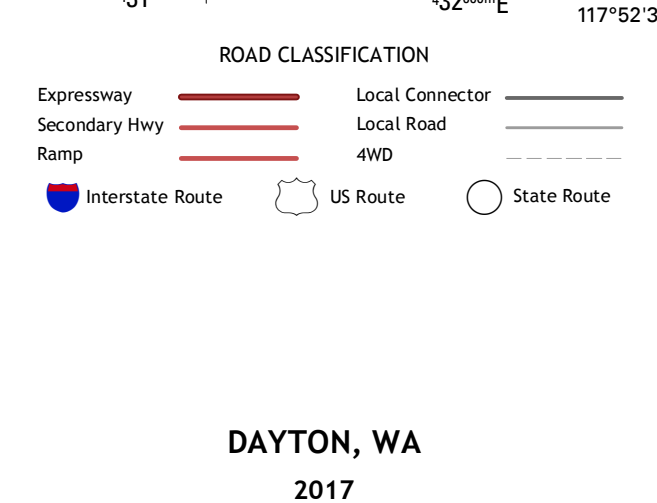 ⁴32⁰⁰⁰ᵐE
117°52'3
ROAD CLASSIFICATION
Expressway
Local Connector
Secondary Hwy
Local Road
Ramp
4WD
Interstate Route
US Route
State Route
DAYTON, WA
2017